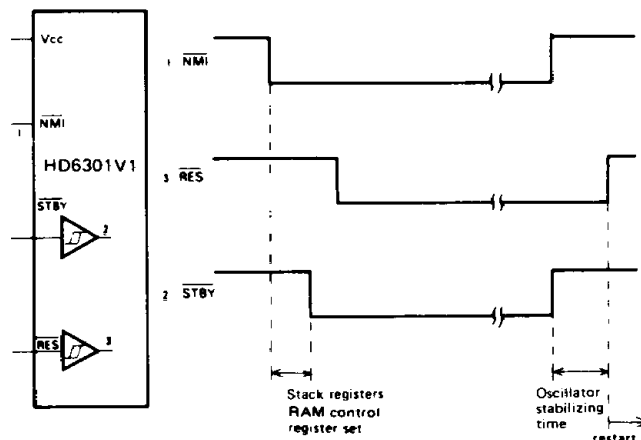 Vcc
1 NMI
HD6301V1
STBY
2
RES
3
1 NMI
3 RES
2 STBY
Stack registers
RAM control
register set
Oscillator
stabilizing
time
restart